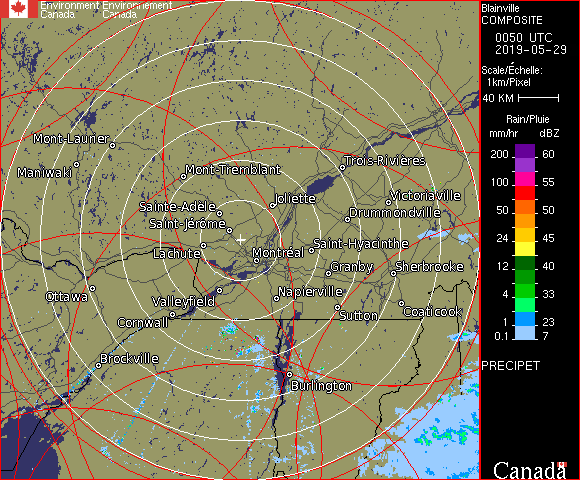 Environment Environnement
Canada Canada
Blainville
COMPOSITE
0050 UTC
2019-05-29
Scale/Échelle:
1km/Pixel
40 KM
Rain/Pluie
mm/hr dBZ
200 60
100 55
50 50
24 45
12 40
4 33
1 23
0.1 7
PRECIPET
Mont-Laurier
Maniwaki
Mont-Tremblant
Trois-Rivières
Sainte-Adèle
Joliette
Victoriaville
Saint-Jérôme
Drummondville
Lachute
Montréal
Saint-Hyacinthe
Granby
Sherbrooke
Ottawa
Valleyfield
Napierville
Cornwall
Sutton
Coaticook
Brockville
Burlington
Canada